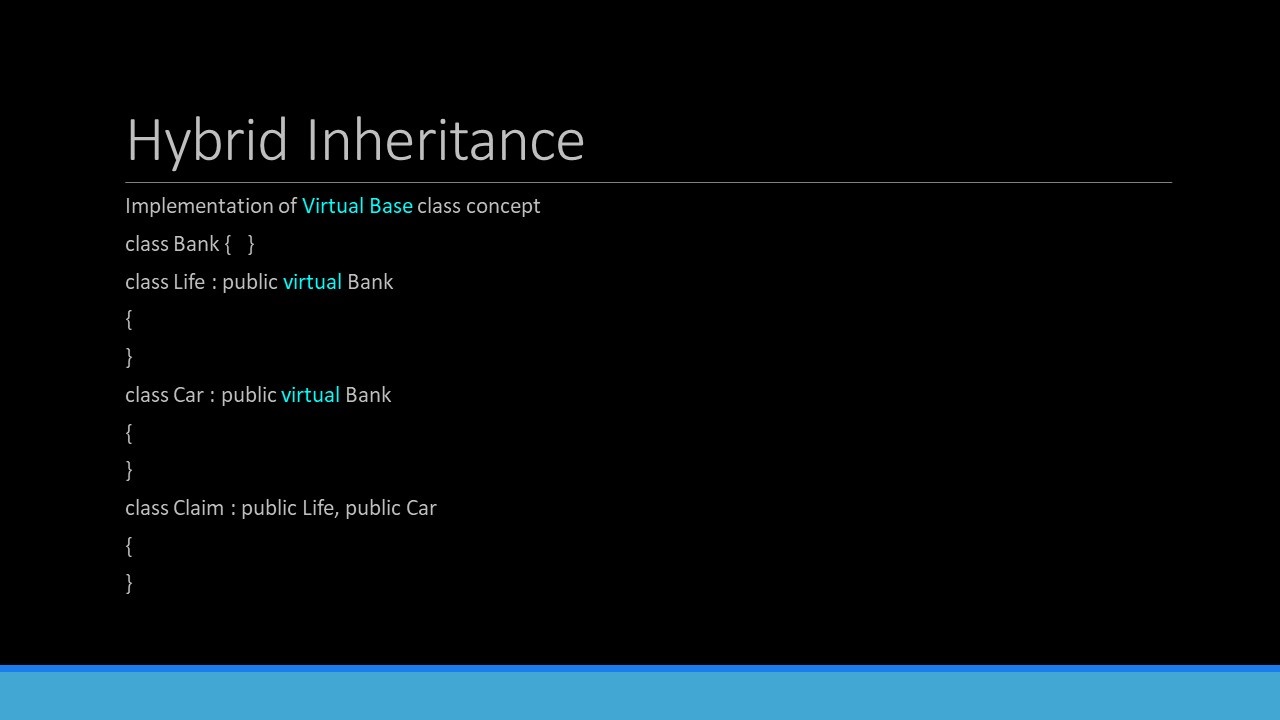 Hybrid Inheritance
Implementation of Virtual Base class concept
class Bank {   }
class Life : public virtual Bank
{
}
class Car : public virtual Bank
{
}
class Claim : public Life, public Car
{
}